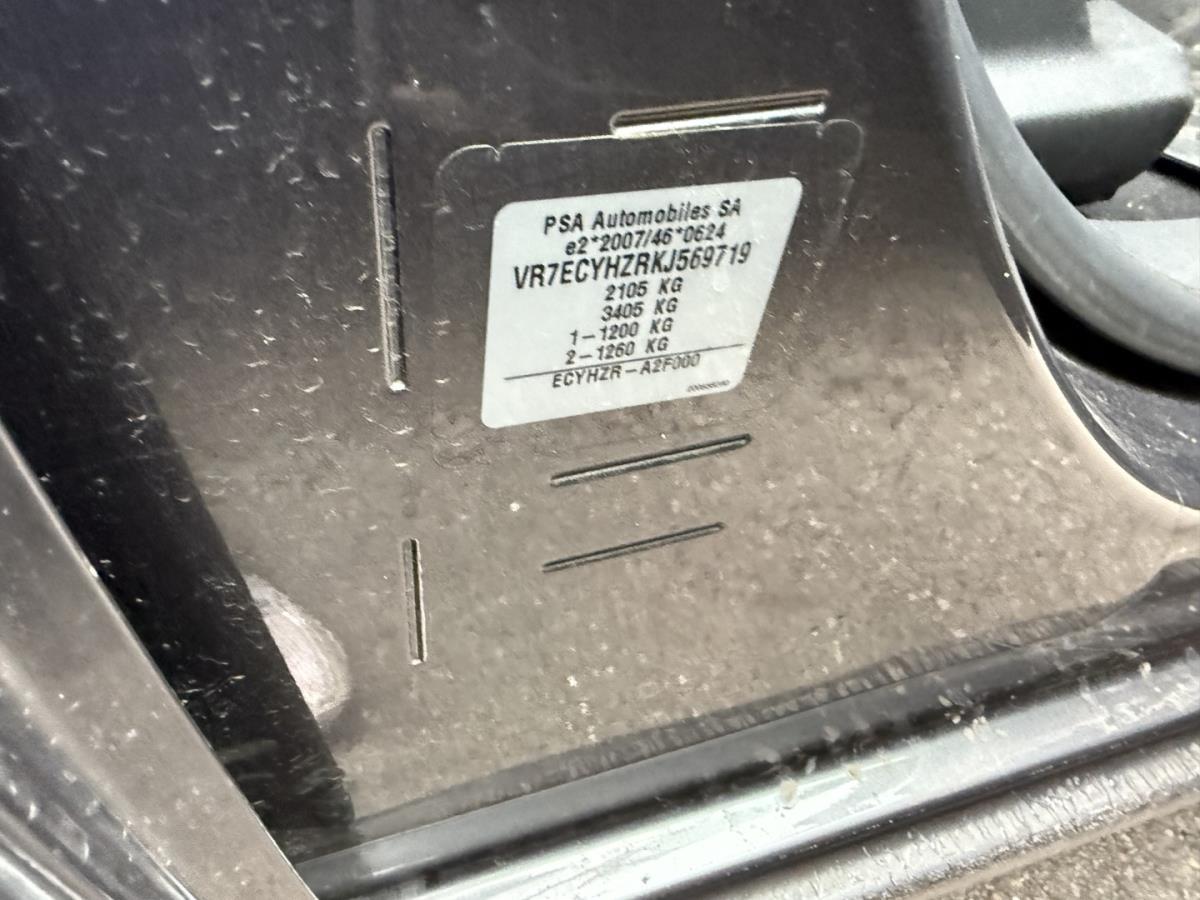 PSA Automobiles SA
e2*2007/46*0624
VR7ECYHZRKJ569719
2105 KG
3405 KG
1-1200 KG
2-1260 KG
ECYHZR-A2F000